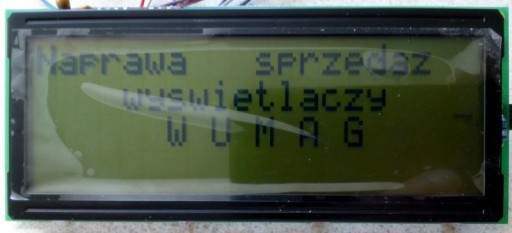 Naprawa sprzedaz
wyswietlaczy
W U M A G